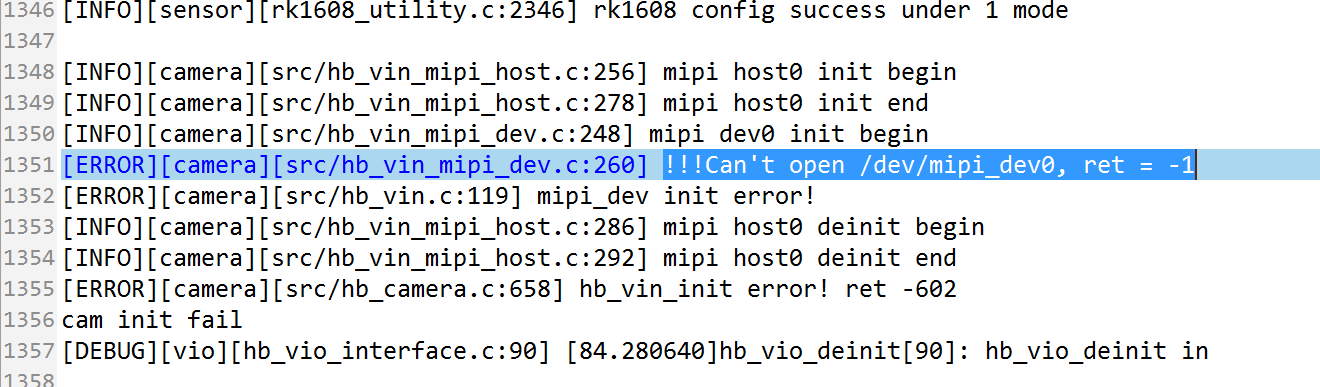 1346 [INFO][sensor][rk1608_utility.c:2346] rk1608 config success under 1 mode
1347
1348 [INFO][camera][src/hb_vin_mipi_host.c:256] mipi host0 init begin
1349 [INFO][camera][src/hb_vin_mipi_host.c:278] mipi host0 init end
1350 [INFO][camera][src/hb_vin_mipi_dev.c:248] mipi dev0 init begin
1351 [ERROR][camera][src/hb_vin_mipi_dev.c:260] !!!Can't open /dev/mipi_dev0, ret = -1
1352 [ERROR][camera][src/hb_vin.c:119] mipi_dev init error!
1353 [INFO][camera][src/hb_vin_mipi_host.c:286] mipi host0 deinit begin
1354 [INFO][camera][src/hb_vin_mipi_host.c:292] mipi host0 deinit end
1355 [ERROR][camera][src/hb_camera.c:658] hb_vin_init error! ret -602
1356 cam init fail
1357 [DEBUG][vio][hb_vio_interface.c:90] [84.280640]hb_vio_deinit[90]: hb_vio_deinit in
1358